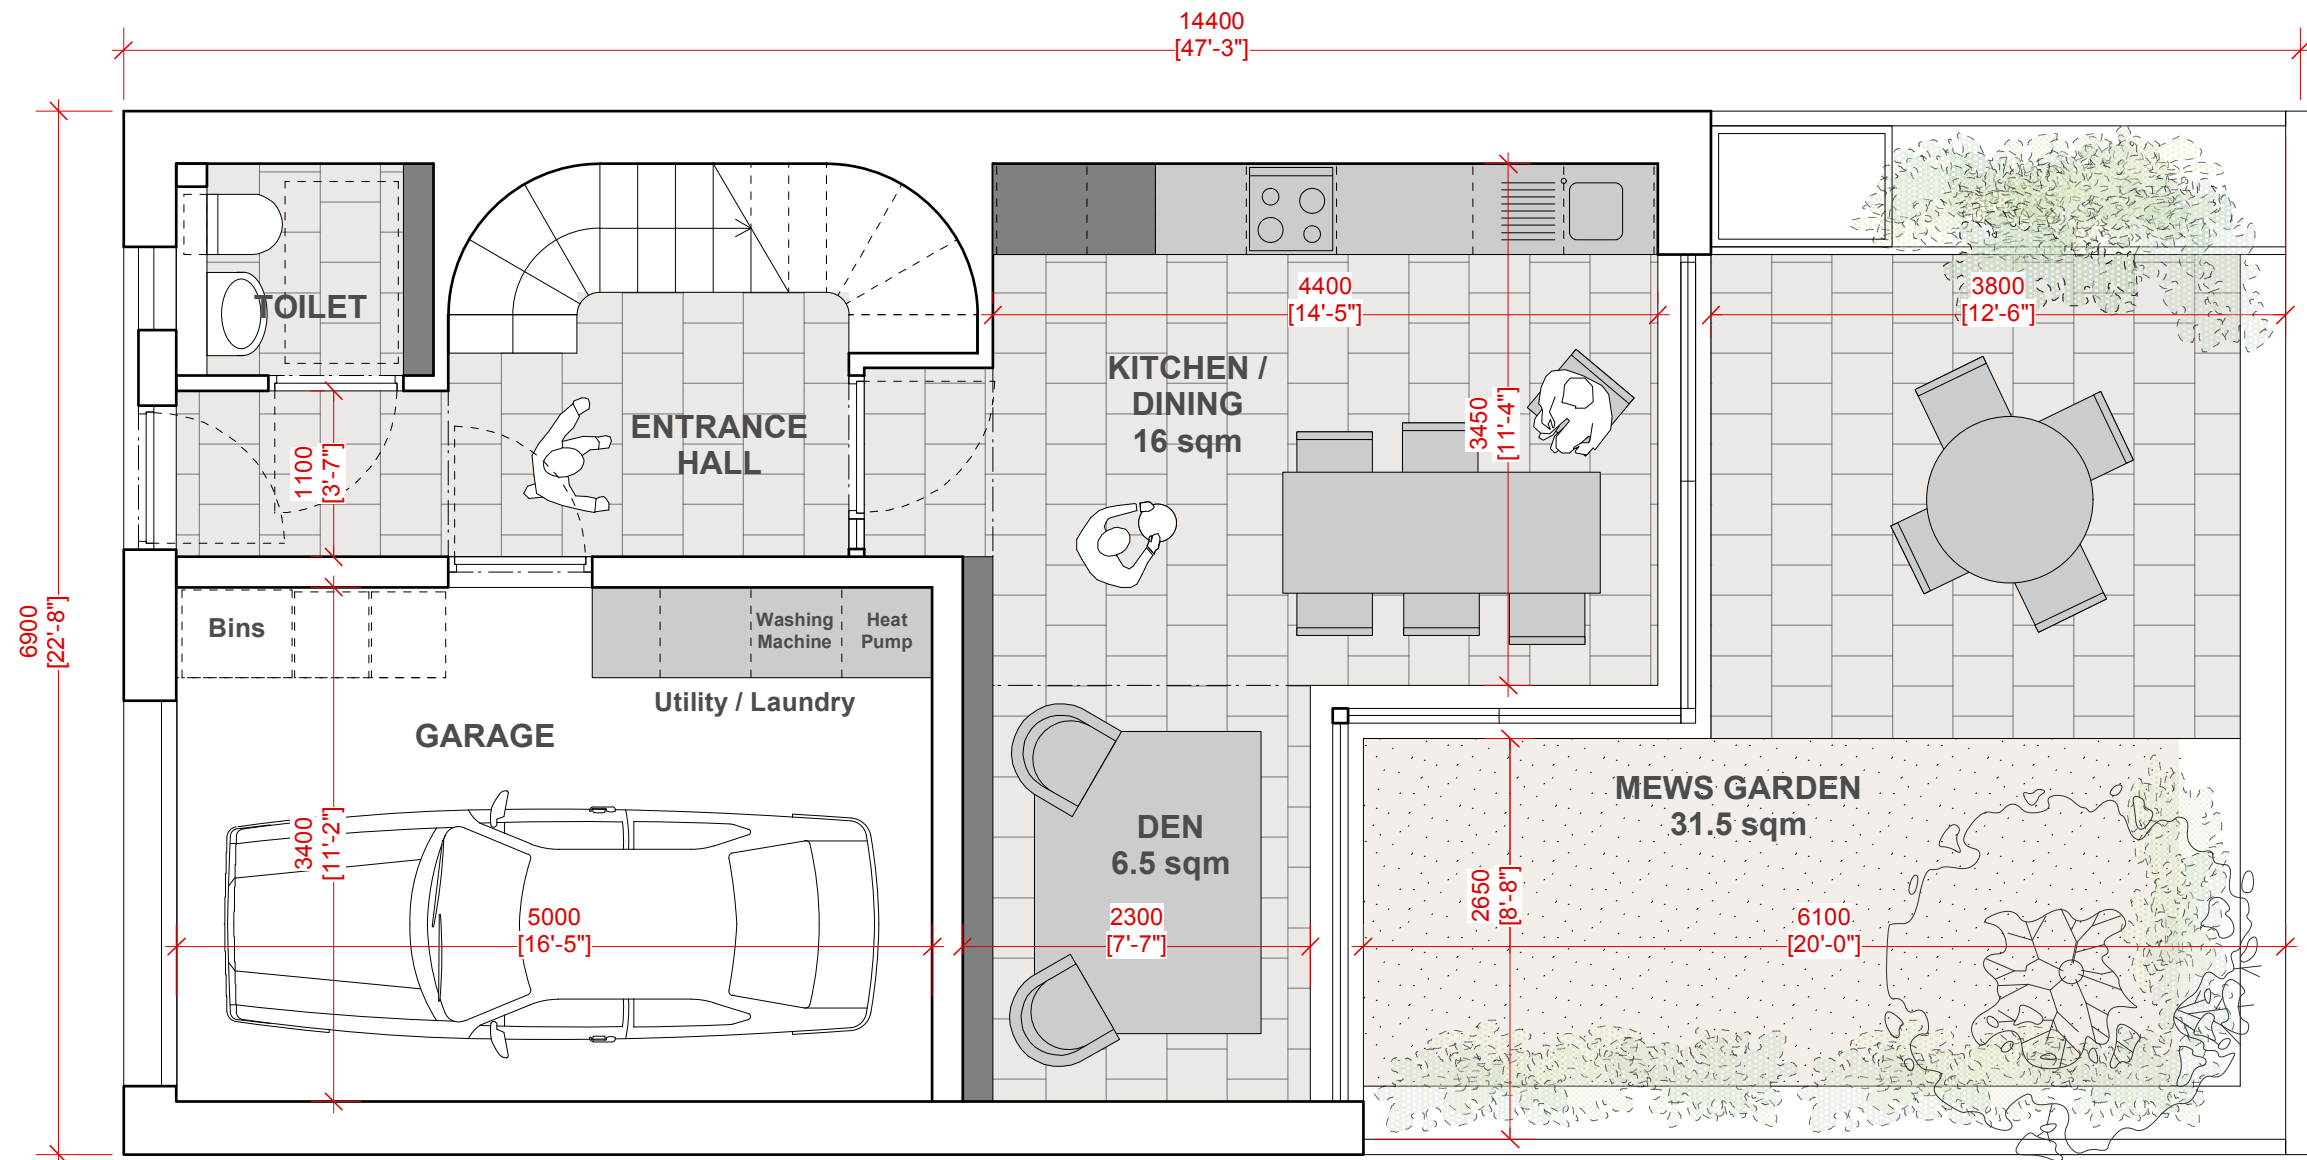 14400
[47'-3"]
4400
[14'-5"]
3800
[12'-6"]
TOILET
KITCHEN /
DINING
16 sqm
3450
[11'-4"]
ENTRANCE
HALL
1100
[3'-7"]
6900
[22'-8"]
Bins
Washing
Machine
Heat
Pump
Utility / Laundry
GARAGE
MEWS GARDEN
31.5 sqm
DEN
6.5 sqm
3400
[11'-2"]
2650
[8'-8"]
5000
[16'-5"]
2300
[7'-7"]
6100
[20'-0"]